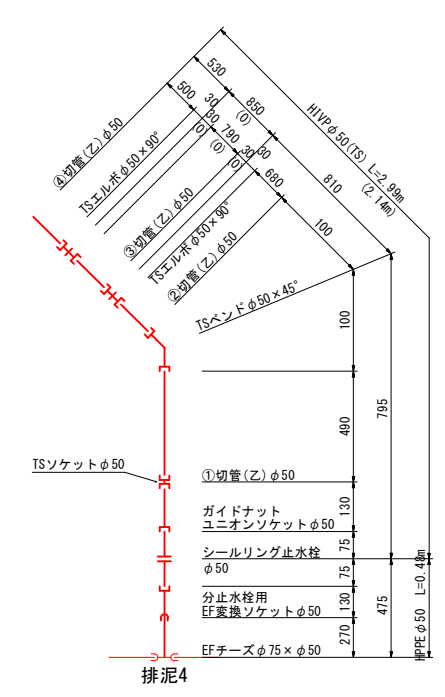 530
500
30
850
(0)
30
(0)
790
(0)
30
30
(0)
680
810
100
HIVPφ50(TS) L=2.99m
(2.14m)
④切管(乙)φ50
TSエルボφ50×90°
③切管(乙)φ50
TSエルボφ50×90°
②切管(乙)φ50
TSベンドφ50×45°
100
795
490
TSソケットφ50
①切管(乙)φ50
ガイドナット
ユニオンソケットφ50
130
シールリング止水栓
φ50
75
75
分止水栓用
EF変換ソケットφ50
130
475
HPPEφ50 L=0.48m
270
EFチーズφ75×φ50
排泥4